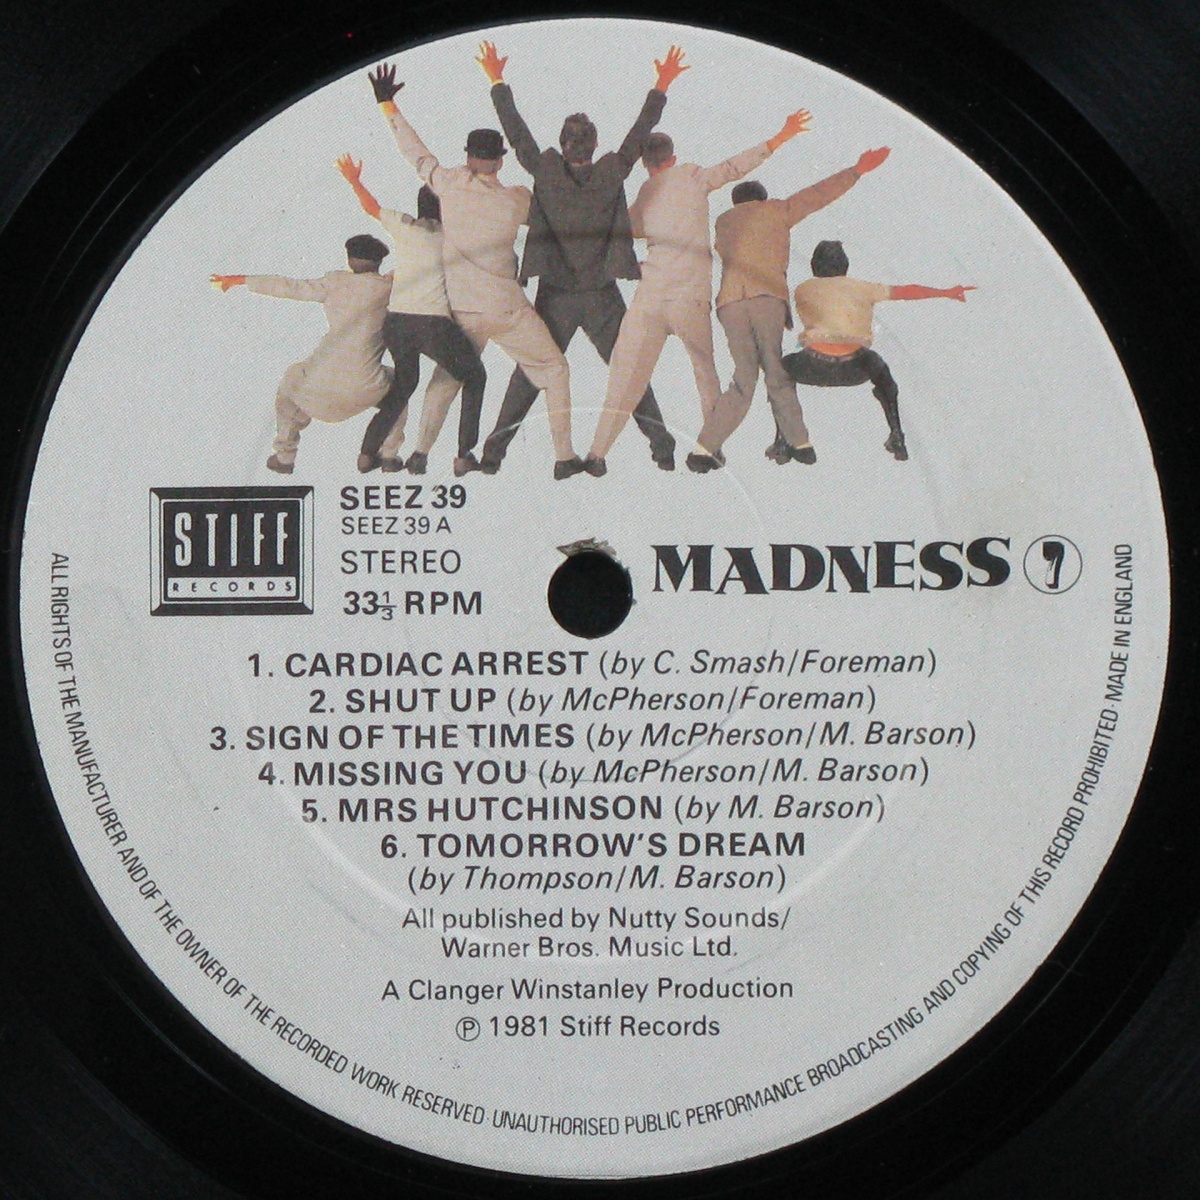 STIFF
RECORDS
SEEZ 39
SEEZ 39 A
STEREO
33⅓ RPM
MADNESS 7
1. CARDIAC ARREST (by C. Smash/Foreman)
2. SHUT UP (by McPherson/Foreman)
3. SIGN OF THE TIMES (by McPherson/M. Barson)
4. MISSING YOU (by McPherson/M. Barson)
5. MRS HUTCHINSON (by M. Barson)
6. TOMORROW'S DREAM
(by Thompson/M. Barson)
All published by Nutty Sounds/
Warner Bros. Music Ltd.
A Clanger Winstanley Production
℗ 1981 Stiff Records
ALL RIGHTS OF THE MANUFACTURER AND OF THE OWNER OF THE RECORDED WORK RESERVED · UNAUTHORISED PUBLIC PERFORMANCE BROADCASTING AND COPYING OF THIS RECORD PROHIBITED · MADE IN ENGLAND